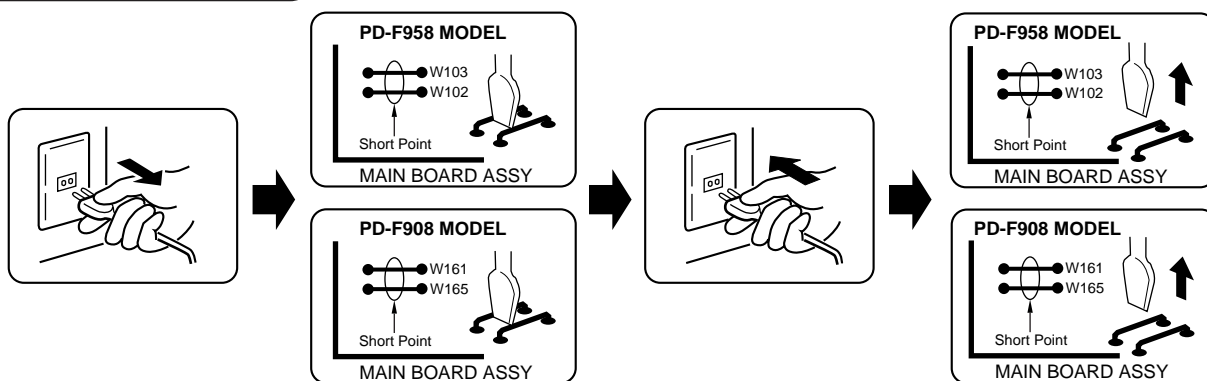 PD-F958 MODEL
W103
W102
Short Point
MAIN BOARD ASSY
PD-F908 MODEL
W161
W165
Short Point
MAIN BOARD ASSY
PD-F958 MODEL
W103
W102
Short Point
MAIN BOARD ASSY
PD-F908 MODEL
W161
W165
Short Point
MAIN BOARD ASSY